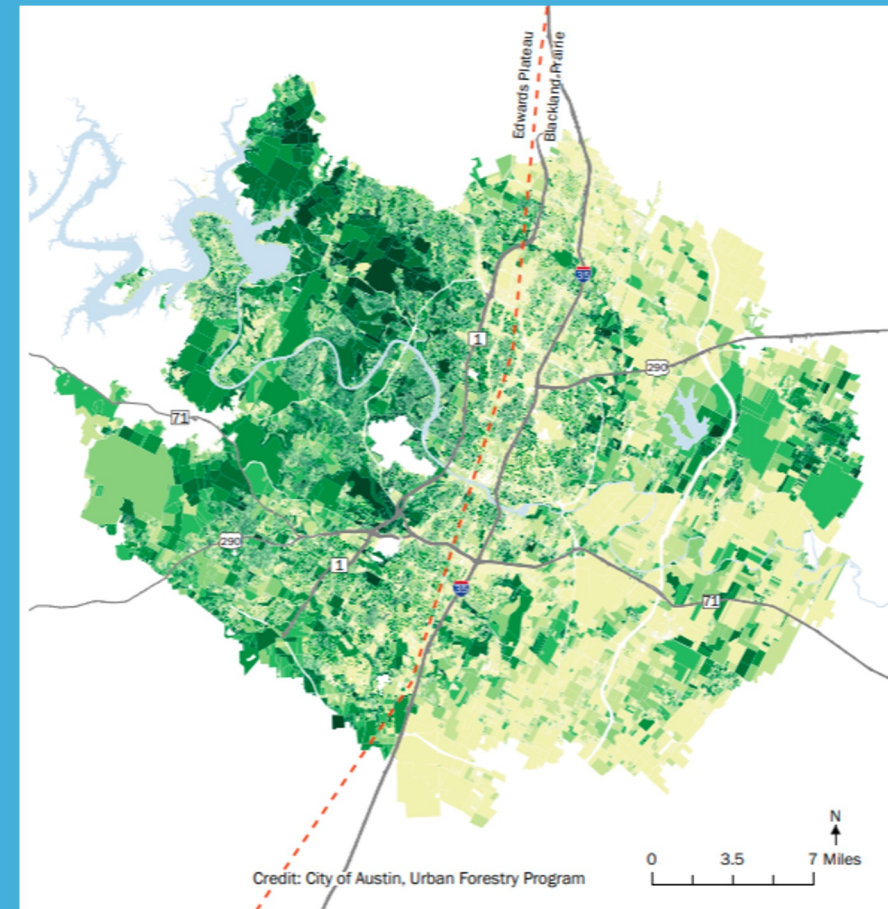 Edwards Plateau
Blackland Prairie
35
1
290
71
290
1
35
71
N
0 3.5 7 Miles
Credit: City of Austin, Urban Forestry Program